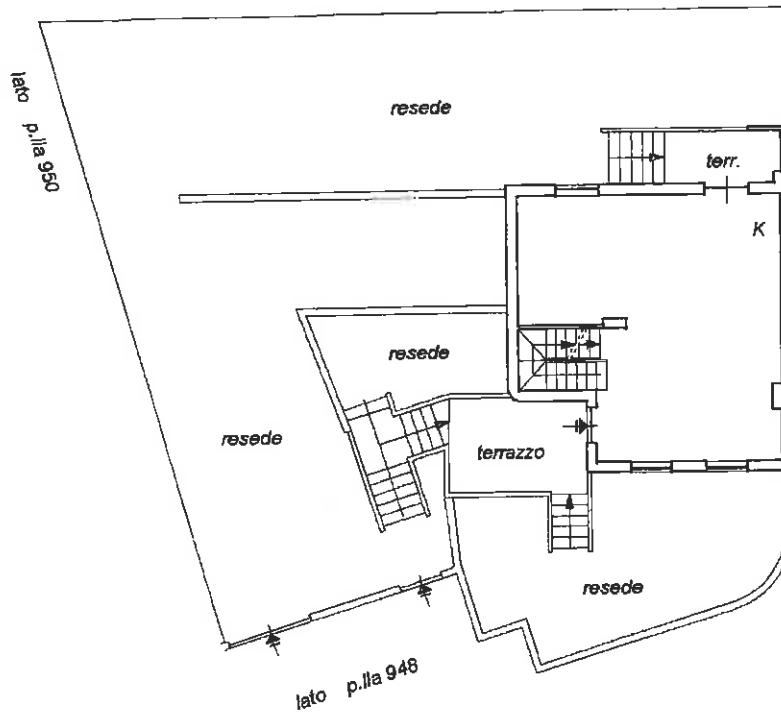 resede
lato p.lla 950
terr.
K
resede
resede
terrazzo
resede
lato p.lla 948